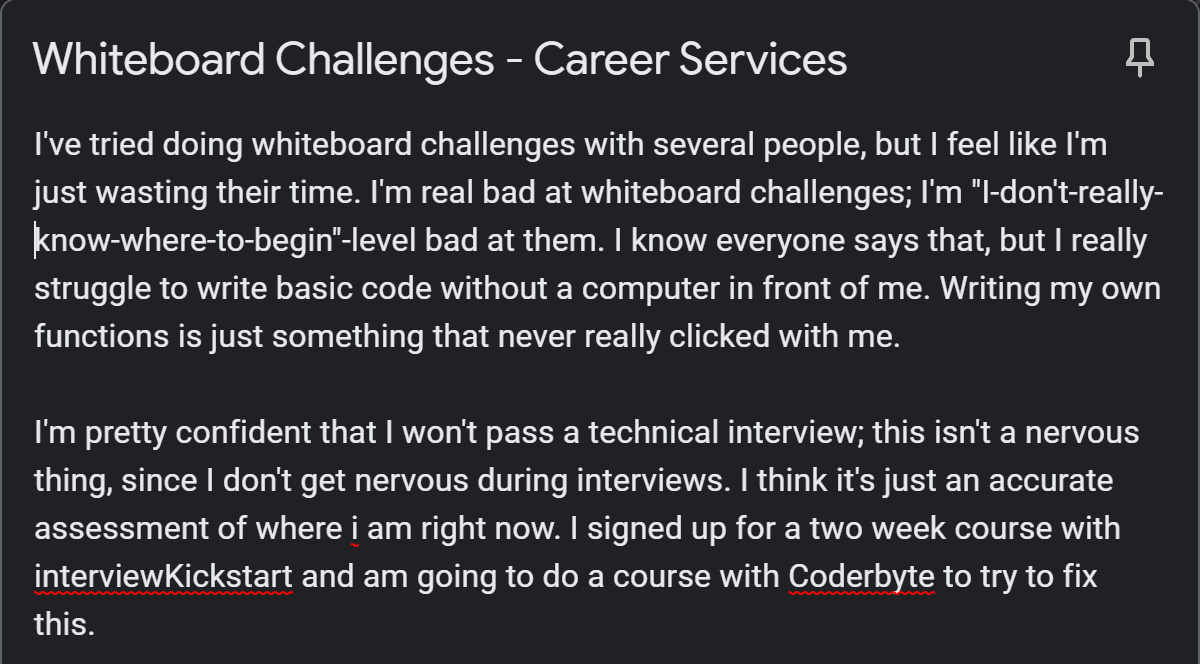 Whiteboard Challenges - Career Services
I've tried doing whiteboard challenges with several people, but I feel like I'm
just wasting their time. I'm real bad at whiteboard challenges; I'm "I-don't-really-
know-where-to-begin"-level bad at them. I know everyone says that, but I really
struggle to write basic code without a computer in front of me. Writing my own
functions is just something that never really clicked with me.
I'm pretty confident that I won't pass a technical interview; this isn't a nervous
thing, since I don't get nervous during interviews. I think it's just an accurate
assessment of where i am right now. I signed up for a two week course with
interviewKickstart and am going to do a course with Coderbyte to try to fix
this.